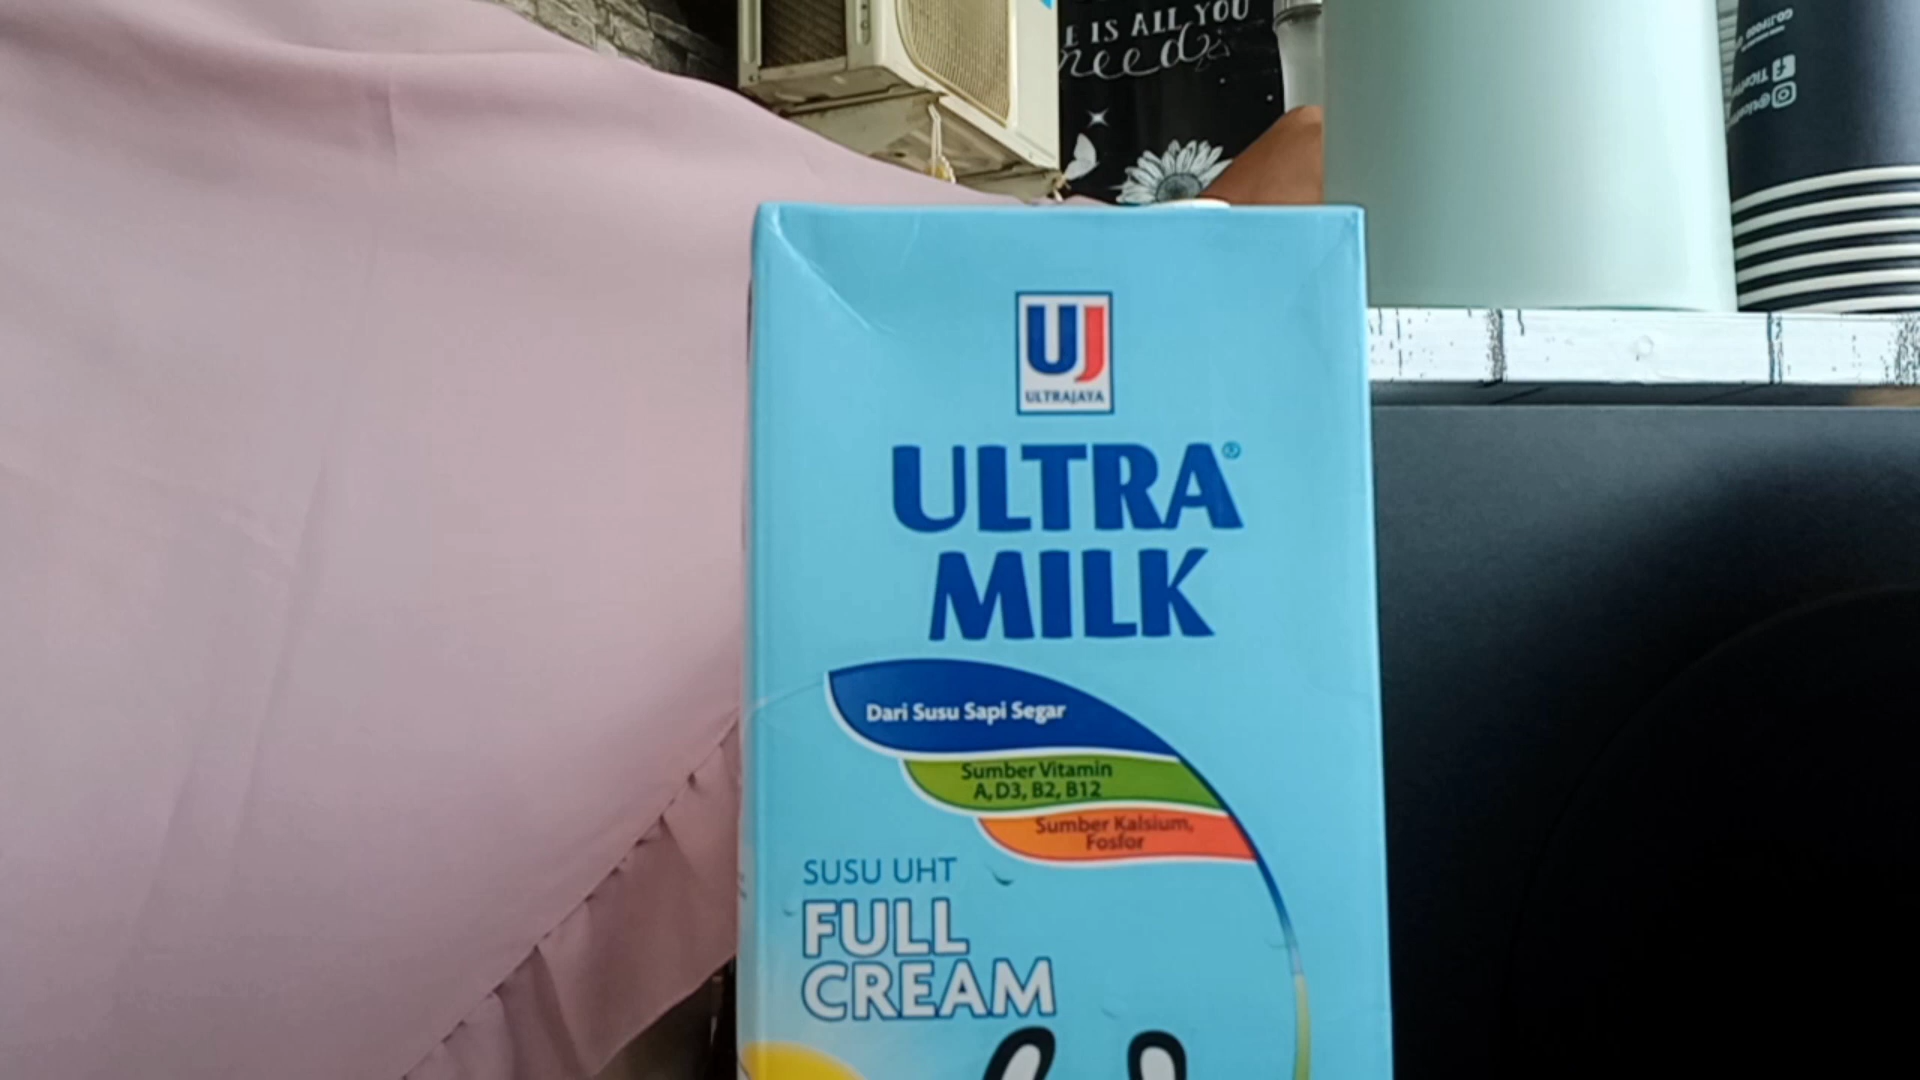 E IS ALL YOU
need
UJ
ULTRAJAYA
ULTRA®
MILK
Dari Susu Sapi Segar
Sumber Vitamin
A, D3, B2, B12
Sumber Kalsium,
Fosfor
SUSU UHT
FULL
CREAM